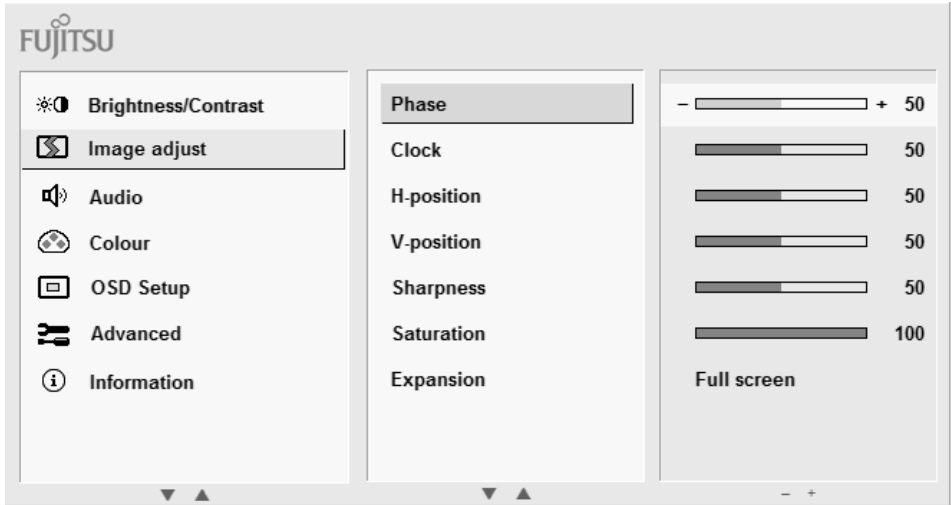 FUJITSU
Brightness/Contrast
Image adjust
Audio
Colour
OSD Setup
Advanced
Information
▼ ▲
Phase
Clock
H-position
V-position
Sharpness
Saturation
Expansion
▼ ▲
– + 50
50
50
50
50
100
Full screen
– +